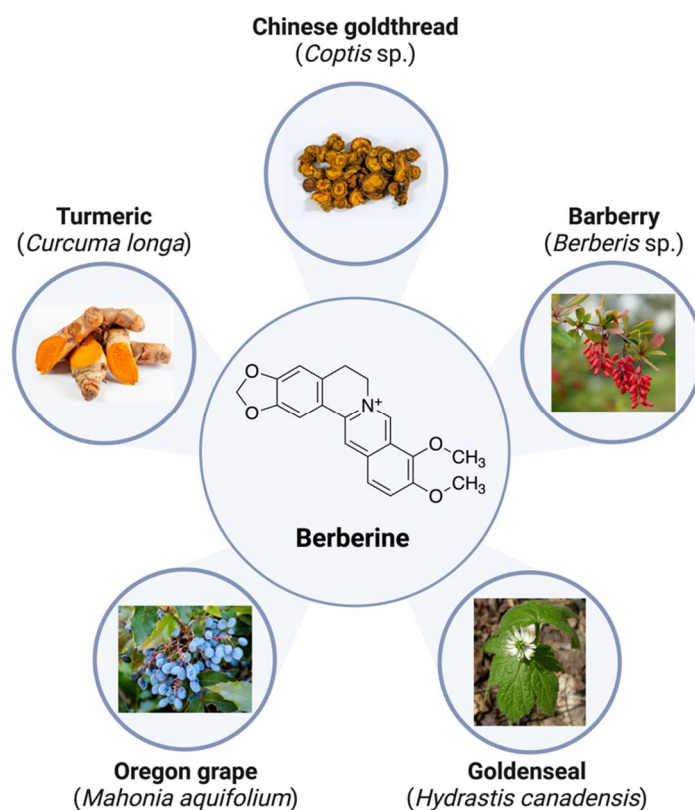 Chinese goldthread
(Coptis sp.)
Turmeric
(Curcuma longa)
Barberry
(Berberis sp.)
O
O
N+
O
CH3
O
CH3
Berberine
Oregon grape
(Mahonia aquifolium)
Goldenseal
(Hydrastis canadensis)